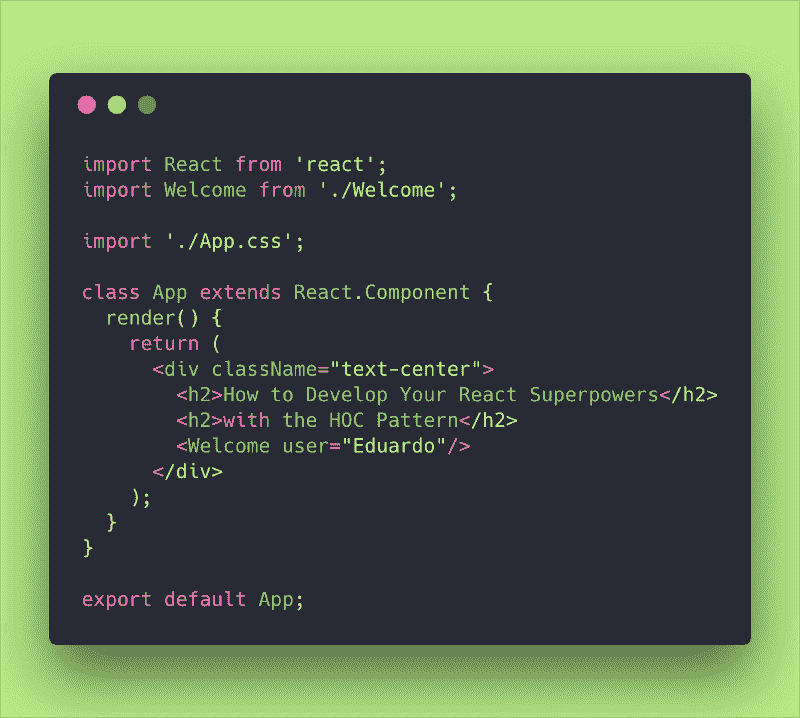 import React from 'react';
import Welcome from './Welcome';
import './App.css';
class App extends React.Component {
render() {
return (
<div className="text-center">
<h2>How to Develop Your React Superpowers</h2>
<h2>with the HOC Pattern</h2>
<Welcome user="Eduardo"/>
</div>
);
}
}
export default App;